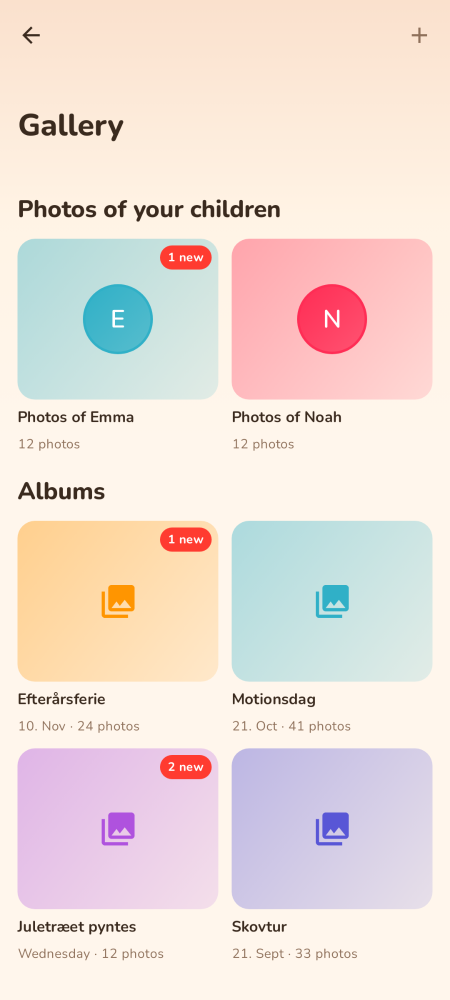 Gallery
Photos of your children
1 new
E
N
Photos of Emma
Photos of Noah
12 photos
12 photos
Albums
1 new
Efterårsferie
Motionsdag
10. Nov · 24 photos
21. Oct · 41 photos
2 new
Juletræet pyntes
Skovtur
Wednesday · 12 photos
21. Sept · 33 photos